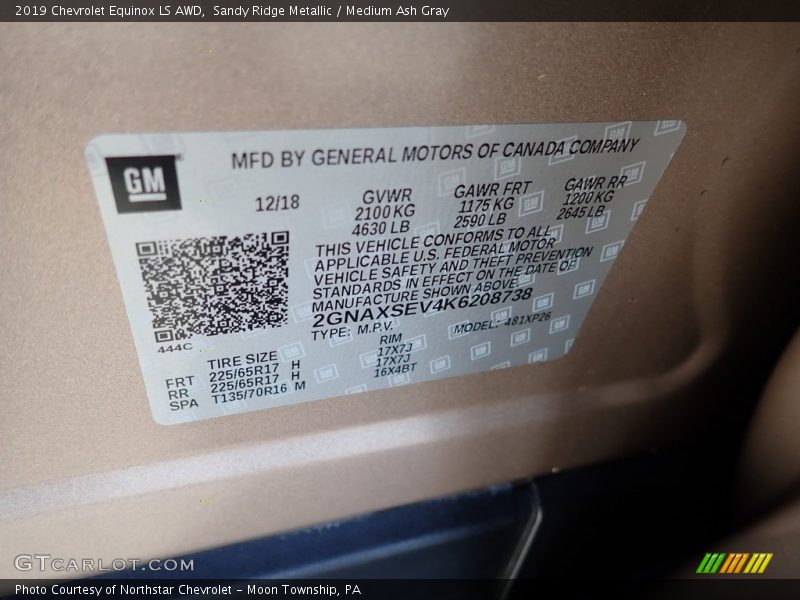 2019 Chevrolet Equinox LS AWD,  Sandy Ridge Metallic / Medium Ash Gray
GM
MFD BY GENERAL MOTORS OF CANADA COMPANY
12/18
GVWR
2100 KG
4630 LB
GAWR FRT
1175 KG
2590 LB
GAWR RR
1200 KG
2645 LB
THIS VEHICLE CONFORMS TO ALL
APPLICABLE U.S. FEDERAL MOTOR
VEHICLE SAFETY AND THEFT PREVENTION
STANDARDS IN EFFECT ON THE DATE OF
MANUFACTURE SHOWN ABOVE.
2GNAXSEV4K6208738
TYPE: M.P.V. MODEL: 481XP26
444C
TIRE SIZE RIM
FRT 225/65R17 H 17X7J
RR 225/65R17 H 17X7J
SPA T135/70R16 M 16X4BT
GTCARLOT.COM
Photo Courtesy of Northstar Chevrolet - Moon Township, PA